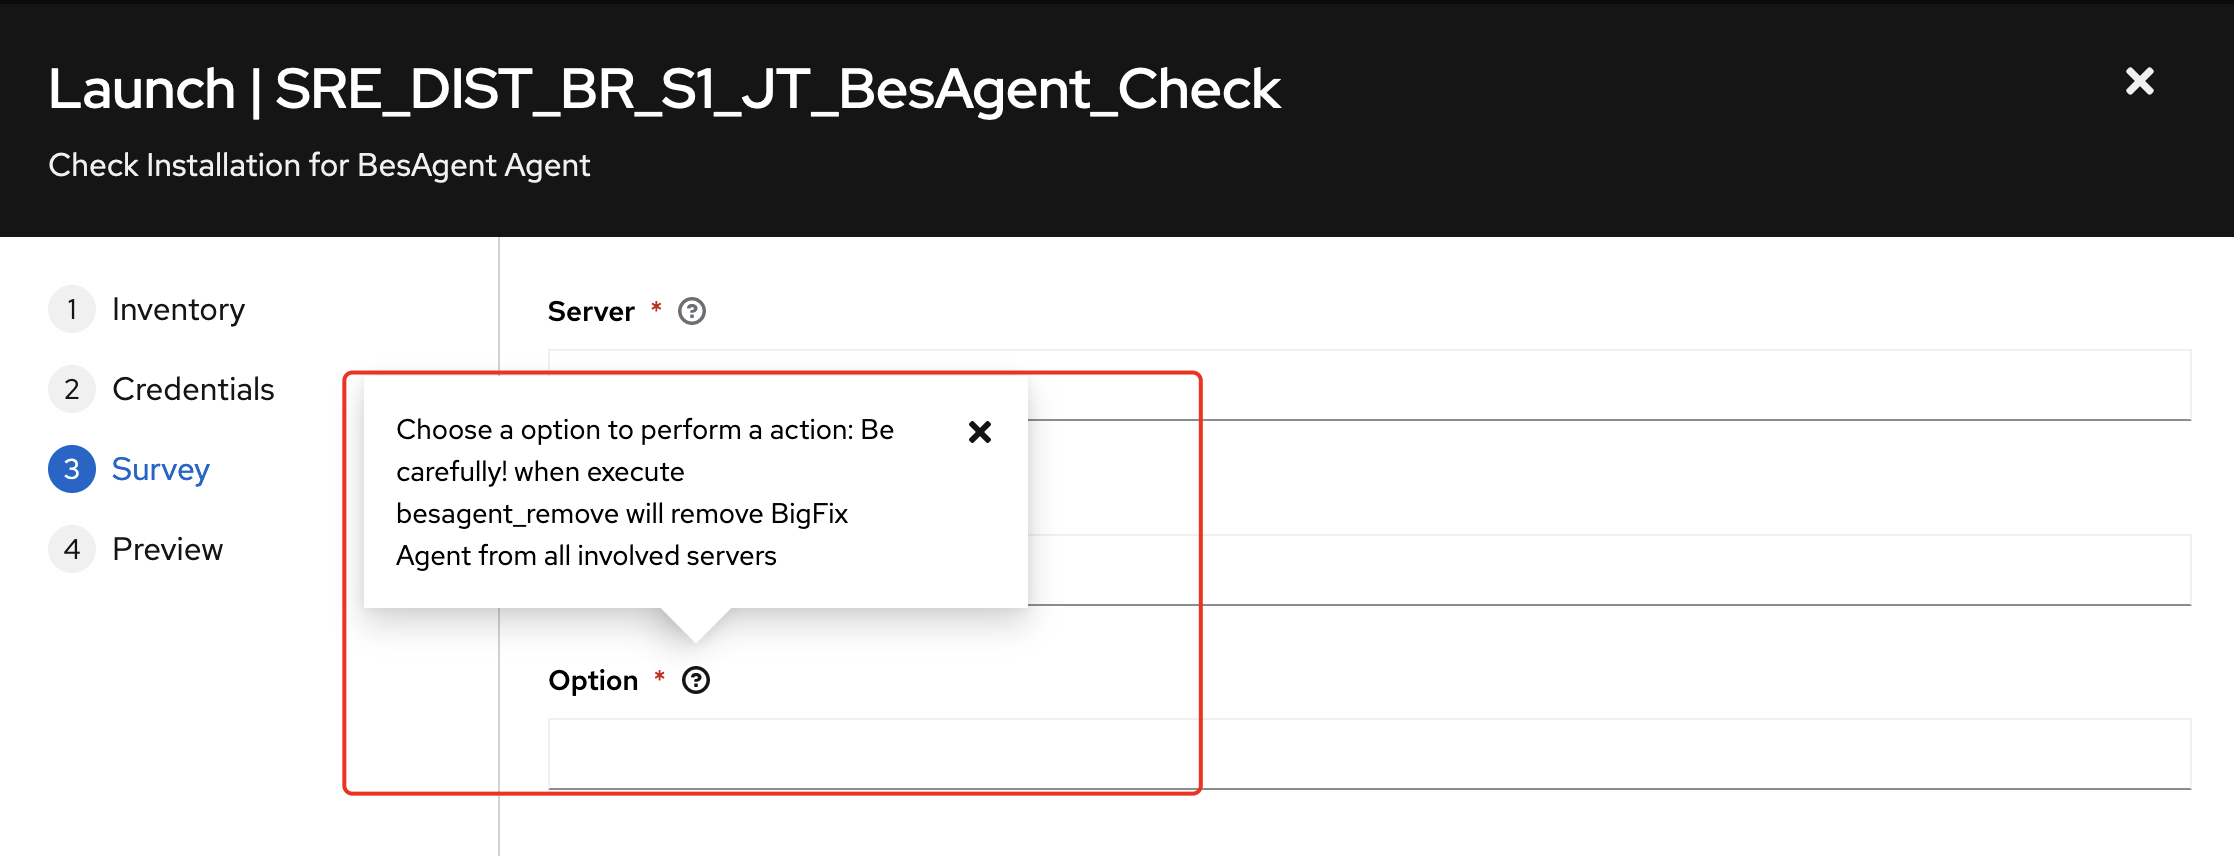 Launch | SRE_DIST_BR_S1_JT_BesAgent_Check
Check Installation for BesAgent Agent
1 Inventory
2 Credentials
3 Survey
4 Preview
Server *
Choose a option to perform a action: Be
carefully! when execute
besagent_remove will remove BigFix
Agent from all involved servers
Option *